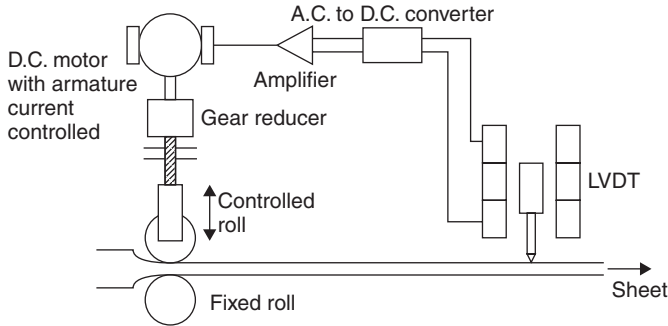 A.C. to D.C. converter
D.C. motor
with armature
current
controlled
Amplifier
Gear reducer
LVDT
Controlled
roll
Sheet
Fixed roll